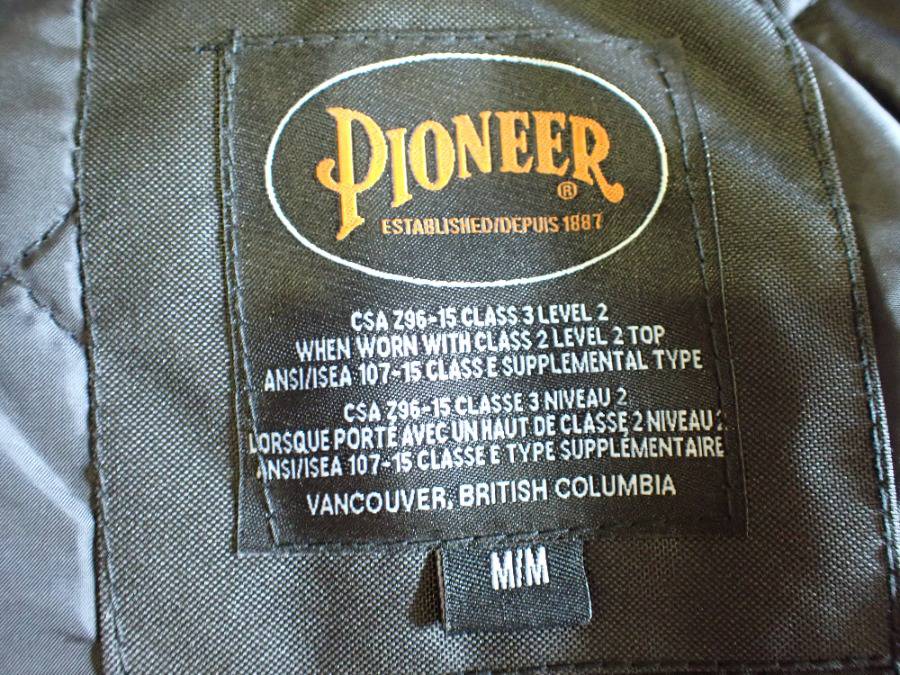 PIONEER
®
ESTABLISHED/DEPUIS 1887
CSA Z96-15 CLASS 3 LEVEL 2
WHEN WORN WITH CLASS 2 LEVEL 2 TOP
ANSI/ISEA 107-15 CLASS E SUPPLEMENTAL TYPE
CSA Z96-15 CLASSE 3 NIVEAU 2
LORSQUE PORTÉ AVEC UN HAUT DE CLASSE 2 NIVEAU 2
ANSI/ISEA 107-15 CLASSE E TYPE SUPPLÉMENTAIRE
VANCOUVER, BRITISH COLUMBIA
M/M